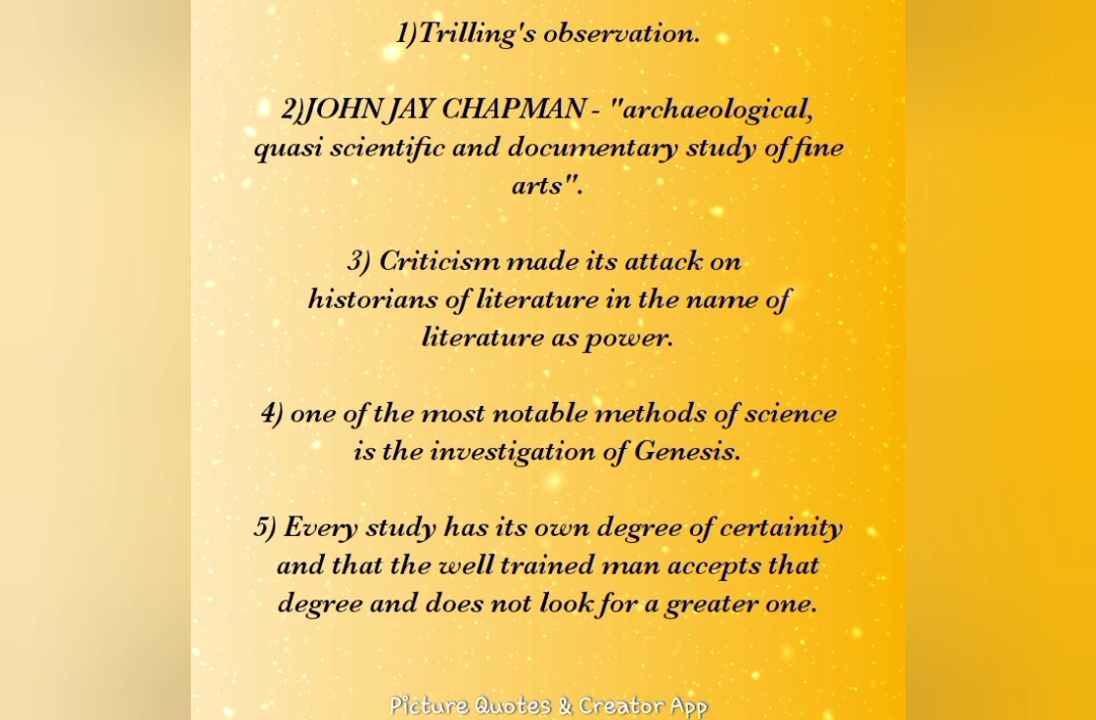 1)Trilling's observation.
2)JOHN JAY CHAPMAN - "archaeological,
quasi scientific and documentary study of fine
arts".
3) Criticism made its attack on
historians of literature in the name of
literature as power.
4) one of the most notable methods of science
is the investigation of Genesis.
5) Every study has its own degree of certainity
and that the well trained man accepts that
degree and does not look for a greater one.
Picture Quotes & Creator App